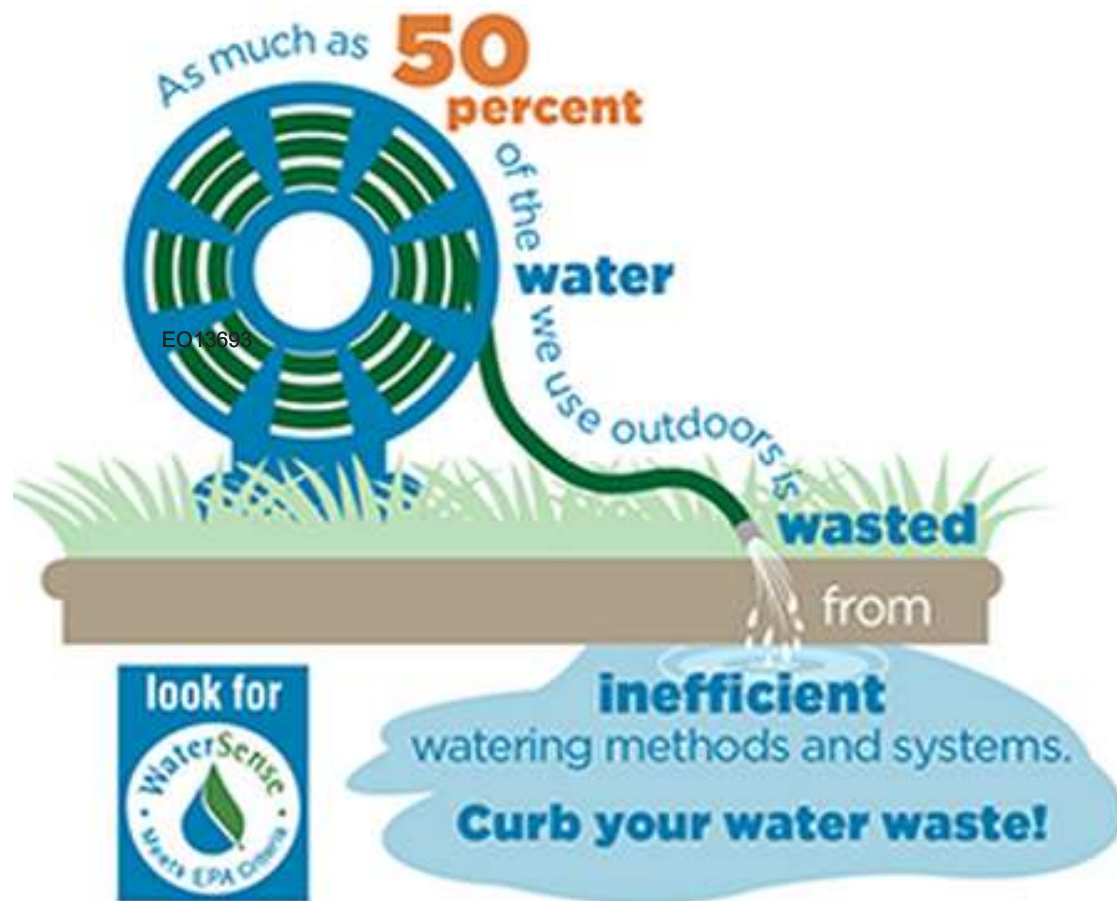 As much as
50
percent
of the
water
we use outdoors is
wasted
from
inefficient
watering methods and systems.
Curb your water waste!
EO13693
look for
WaterSense
Meets EPA Criteria